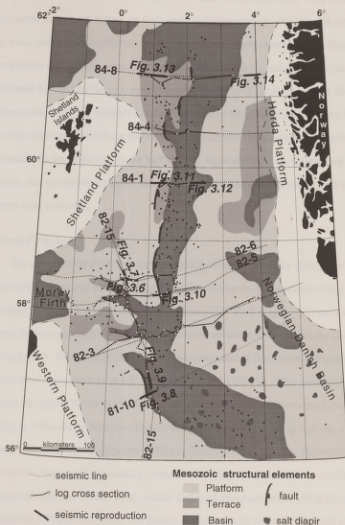 -2° 0° 2° 4° 6°
62°
Fig. 3.13
84-8
Fig. 3.14
Shetland
Islands
Norway
84-4
Horda Platform
60°
Shetland Platform
84-1
Fig. 3.11
Fig. 3.12
82-15
Fig. 3.7
82-6
82-5
Fig. 3.6
Moray
Firth
Fig. 3.10
58°
Norwegian-Danish Basin
Western Platform
82-3
Fig. 3.9
81-10
Fig. 3.8
82-15
56°
0 kilometers 100
seismic line
log cross section
seismic reproduction
Mesozoic structural elements
Platform
Terrace
Basin
fault
salt diapir